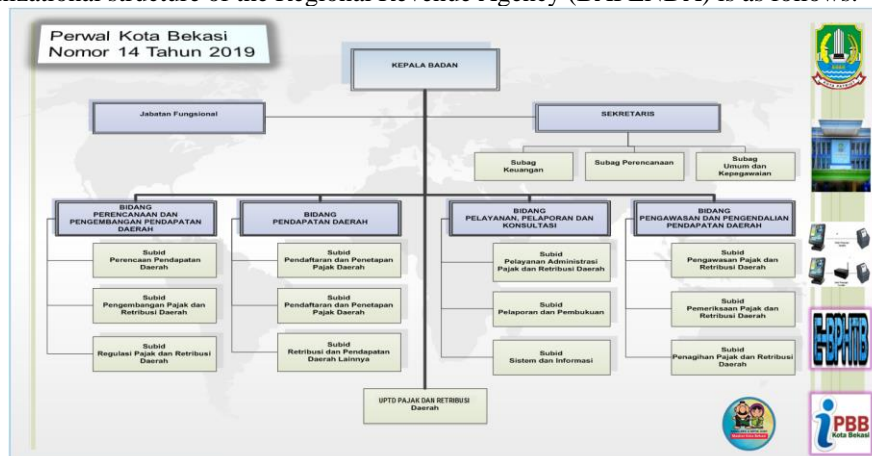 anizational structure of the Regional Revenue Agency (BAPENDA) is as follows:
Perwal Kota Bekasi
Nomor 14 Tahun 2019
KEPALA BADAN
Jabatan Fungsional
SEKRETARIS
Subag
Keuangan
Subag Perencanaan
Subag
Umum dan
Kepegawaian
BIDANG
PERENCANAAN DAN
PENGEMBANGAN PENDAPATAN
DAERAH
BIDANG
PENDAPATAN DAERAH
BIDANG
PELAYANAN, PELAPORAN DAN
KONSULTASI
BIDANG
PENGAWASAN DAN PENGENDALIAN
PENDAPATAN DAERAH
Subid
Perencaan Pendapatan
Daerah
Subid
Pendaftaran dan Penetapan
Pajak Daerah
Subid
Pelayanan Administrasi
Pajak dan Retribusi Daerah
Subid
Pengawasan Pajak dan
Retribusi Daerah
Subid
Pengembangan Pajak dan
Retribusi Daerah
Subid
Pendaftaran dan Penetapan
Pajak Daerah
Subid
Pelaporan dan Pembukuan
Subid
Pemeriksaan Pajak dan
Retribusi Daerah
Subid
Regulasi Pajak dan Retribusi
Daerah
Subid
Retribusi dan Pendapatan
Daerah Lainnya
Subid
Sistem dan Informasi
Subid
Penagihan Pajak dan Retribusi
Daerah
UPTD PAJAK DAN RETRIBUSI
Daerah
E-BPHTB
iPBB
Kota Bekasi